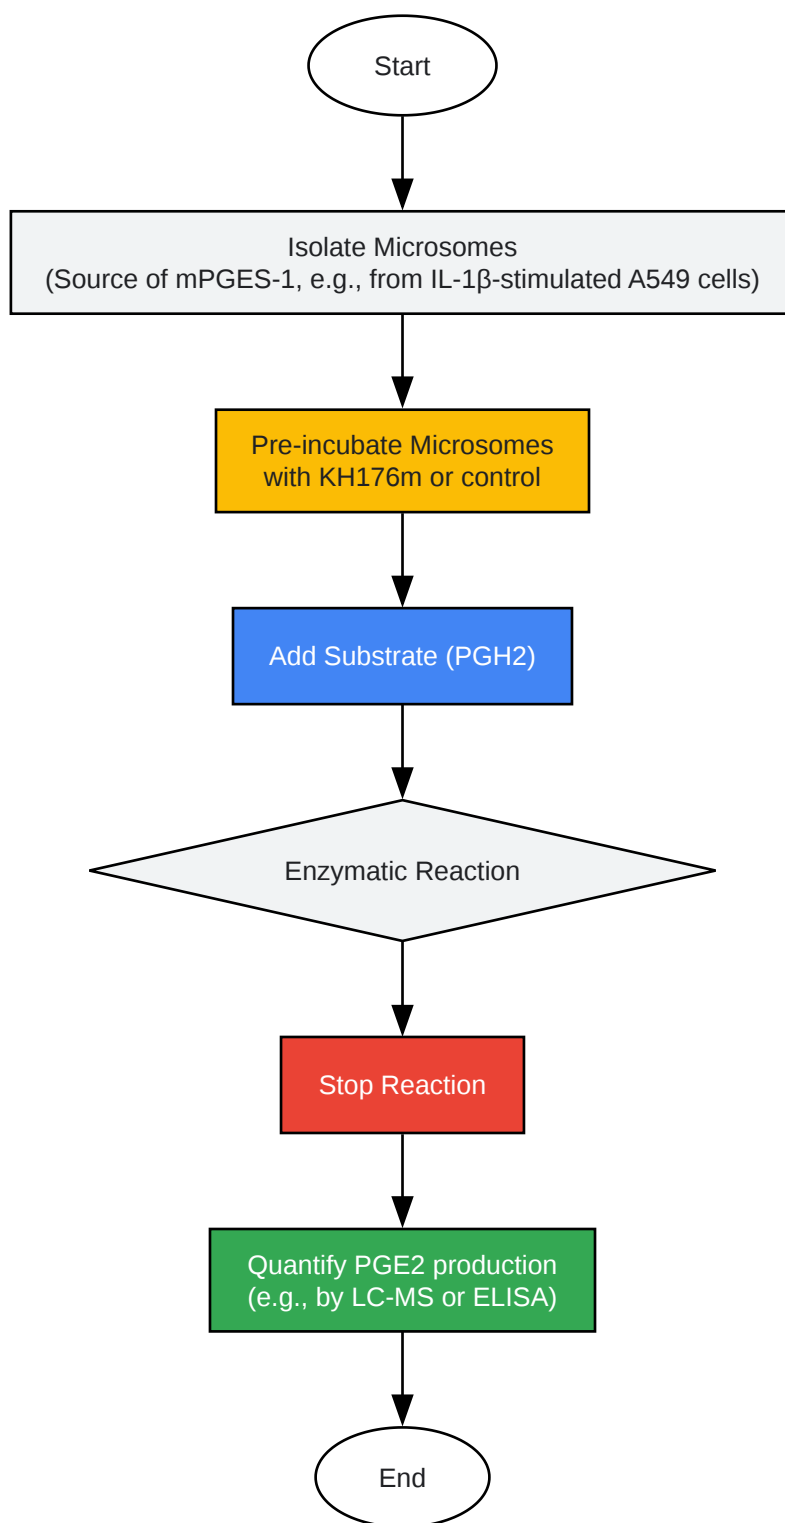 Start
Isolate Microsomes
(Source of mPGES-1, e.g., from IL-1β-stimulated A549 cells)
Pre-incubate Microsomes
with KH176m or control
Add Substrate (PGH2)
Enzymatic Reaction
Stop Reaction
Quantify PGE2 production
(e.g., by LC-MS or ELISA)
End